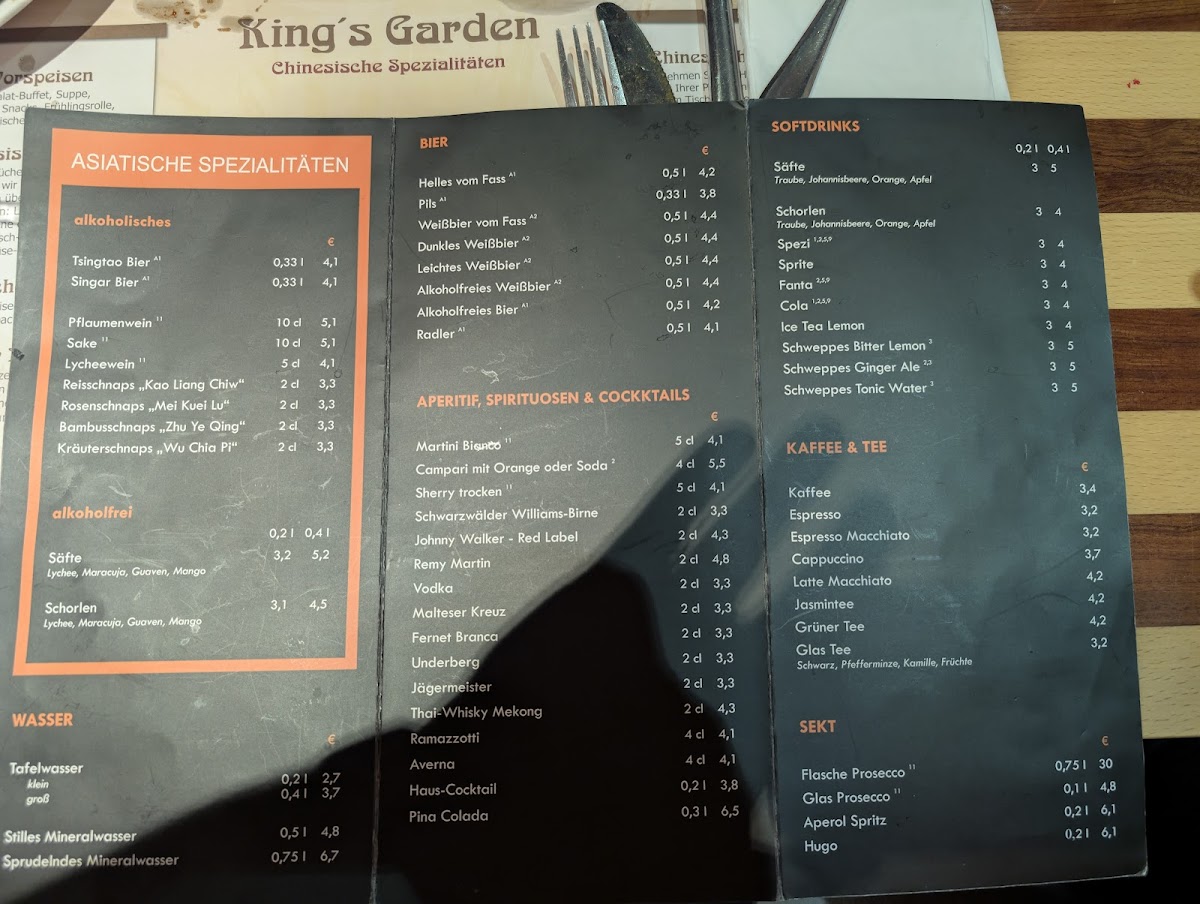 King´s Garden
Chinesische Spezialitäten
Vorspeisen
ASIATISCHE SPEZIALITÄTEN
alkoholisches
€
Tsingtao Bier A1 0,33 l 4,1
Singar Bier A1 0,33 l 4,1
Pflaumenwein 11 10 cl 5,1
Sake 11 10 cl 5,1
Lycheewein 11 5 cl 4,1
Reisschnaps „Kao Liang Chiw“ 2 cl 3,3
Rosenschnaps „Mei Kuei Lu“ 2 cl 3,3
Bambusschnaps „Zhu Ye Qing“ 2 cl 3,3
Kräuterschnaps „Wu Chia Pi“ 2 cl 3,3
alkoholfrei
0,2 l 0,4 l
Säfte 3,2 5,2
Lychee, Maracuja, Guaven, Mango
Schorlen 3,1 4,5
Lychee, Maracuja, Guaven, Mango
WASSER
€
Tafelwasser
klein 0,2 l 2,7
groß 0,4 l 3,7
Stilles Mineralwasser 0,5 l 4,8
Sprudelndes Mineralwasser 0,75 l 6,7
BIER
€
Helles vom Fass A1 0,5 l 4,2
PIls A1 0,33 l 3,8
Weißbier vom Fass A2 0,5 l 4,4
Dunkles Weißbier A2 0,5 l 4,4
Leichtes Weißbier A2 0,5 l 4,4
Alkoholfreies Weißbier A2 0,5 l 4,4
Alkoholfreies Bier A1 0,5 l 4,2
Radler A1 0,5 l 4,1
APERITIF, SPIRITUOSEN & COCKKTAILS
€
Martini Bianco 11 5 cl 4,1
Campari mit Orange oder Soda 2 4 cl 5,5
Sherry trocken 11 5 cl 4,1
Schwarzwälder Williams-Birne 2 cl 3,3
Johnny Walker - Red Label 2 cl 4,3
Remy Martin 2 cl 4,8
Vodka 2 cl 3,3
Malteser Kreuz 2 cl 3,3
Fernet Branca 2 cl 3,3
Underberg 2 cl 3,3
Jägermeister 2 cl 3,3
Thai-Whisky Mekong 2 cl 4,3
Ramazzotti 4 cl 4,1
Averna 4 cl 4,1
Haus-Cocktail 0,2 l 3,8
Pina Colada 0,3 l 6,5
SOFTDRINKS
0,2 l 0,4 l
Säfte 3 5
Traube, Johannisbeere, Orange, Apfel
Schorlen 3 4
Traube, Johannisbeere, Orange, Apfel
Spezi 1,2,5,9 3 4
Sprite 3 4
Fanta 2,5,9 3 4
Cola 1,2,5,9 3 4
Ice Tea Lemon 3 4
Schweppes Bitter Lemon 3 3 5
Schweppes Ginger Ale 2,3 3 5
Schweppes Tonic Water 3 3 5
KAFFEE & TEE
€
Kaffee 3,4
Espresso 3,2
Espresso Macchiato 3,2
Cappuccino 3,7
Latte Macchiato 4,2
Jasmintee 4,2
Grüner Tee 4,2
Glas Tee 3,2
Schwarz, Pfefferminze, Kamille, Früchte
SEKT
€
Flasche Prosecco 11 0,75 l 30
Glas Prosecco 11 0,1 l 4,8
Aperol Spritz 0,2 l 6,1
Hugo 0,2 l 6,1